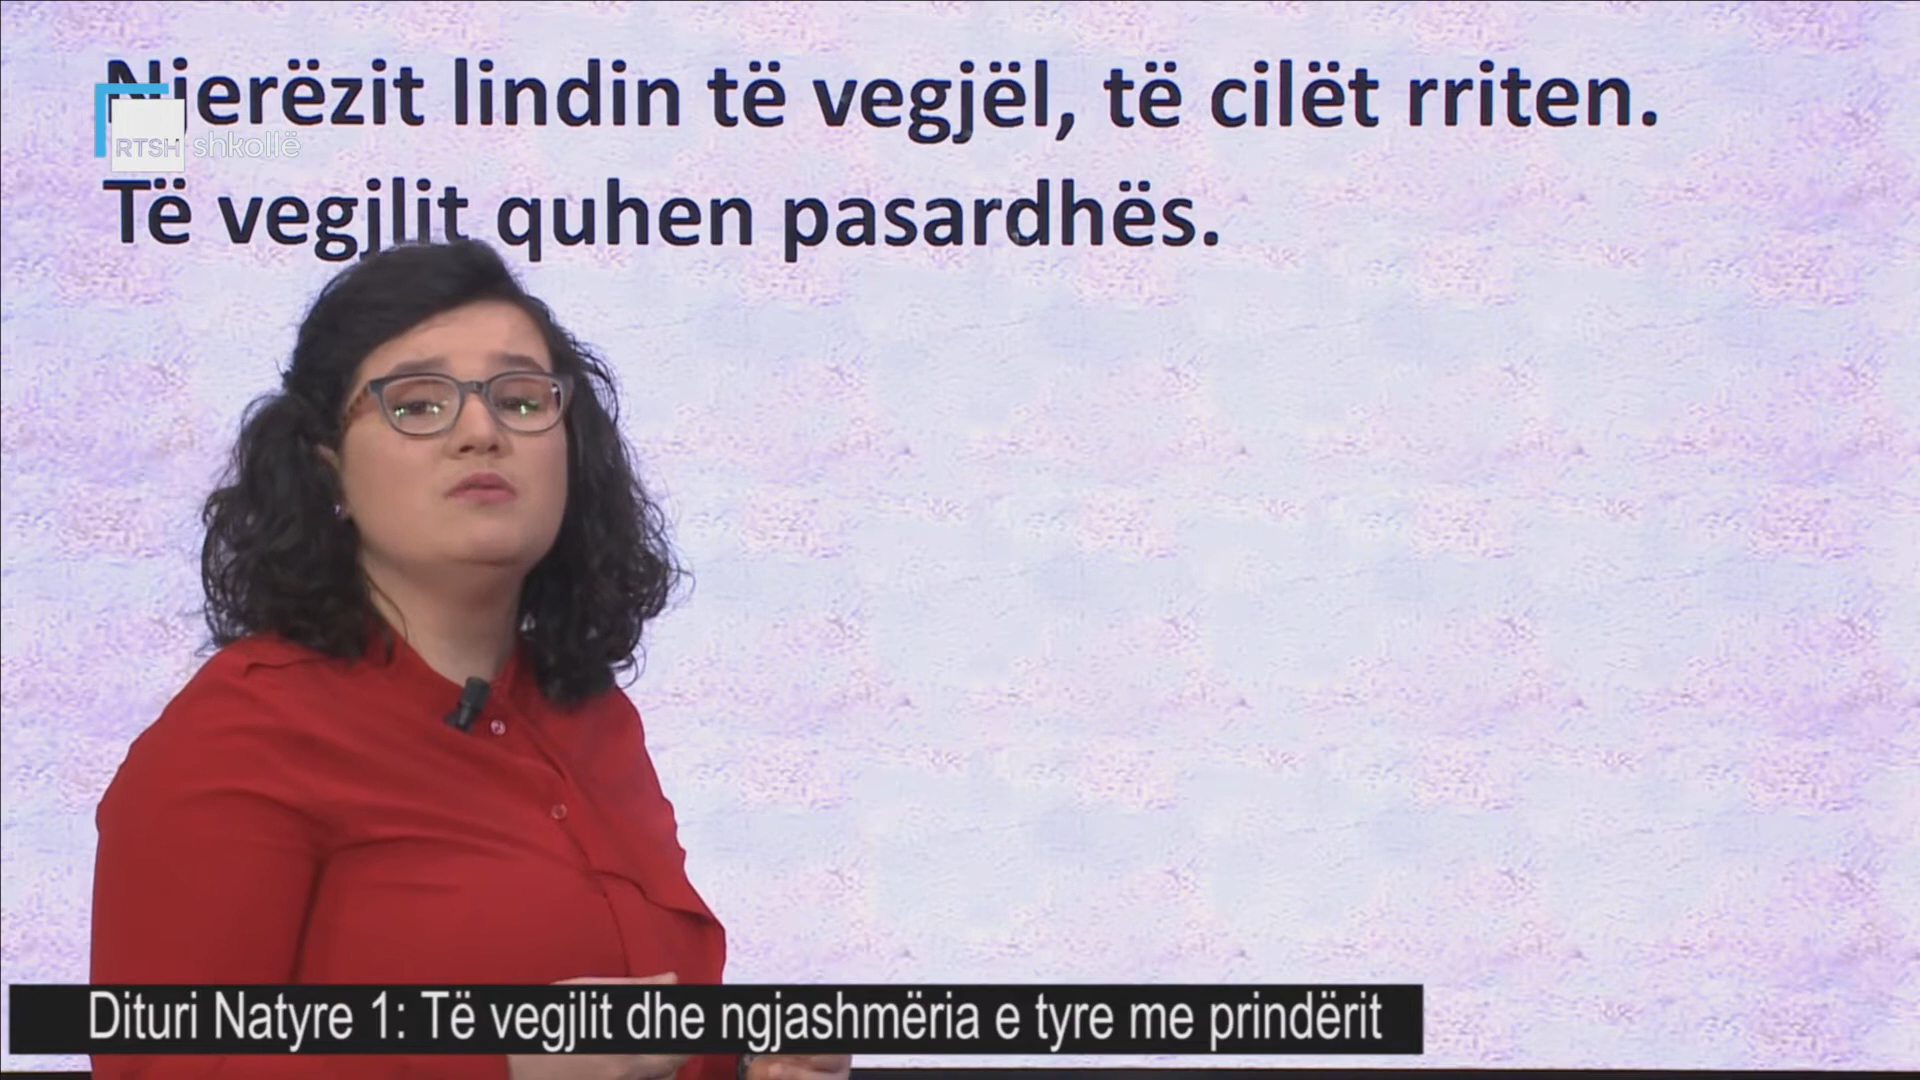 Njerëzit lindin të vegjël, të cilët rriten.
RTSH shkollë
Të vegjlit quhen pasardhës.
Dituri Natyre 1: Të vegjlit dhe ngjashmëria e tyre me prindërit